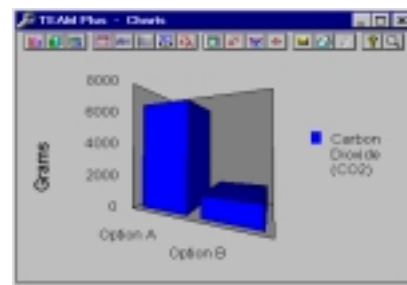 TEAM Plus - Charts
8000
6000
4000
2000
0
Grams
Option A
Option B
Carbon
Dioxide
(CO2)